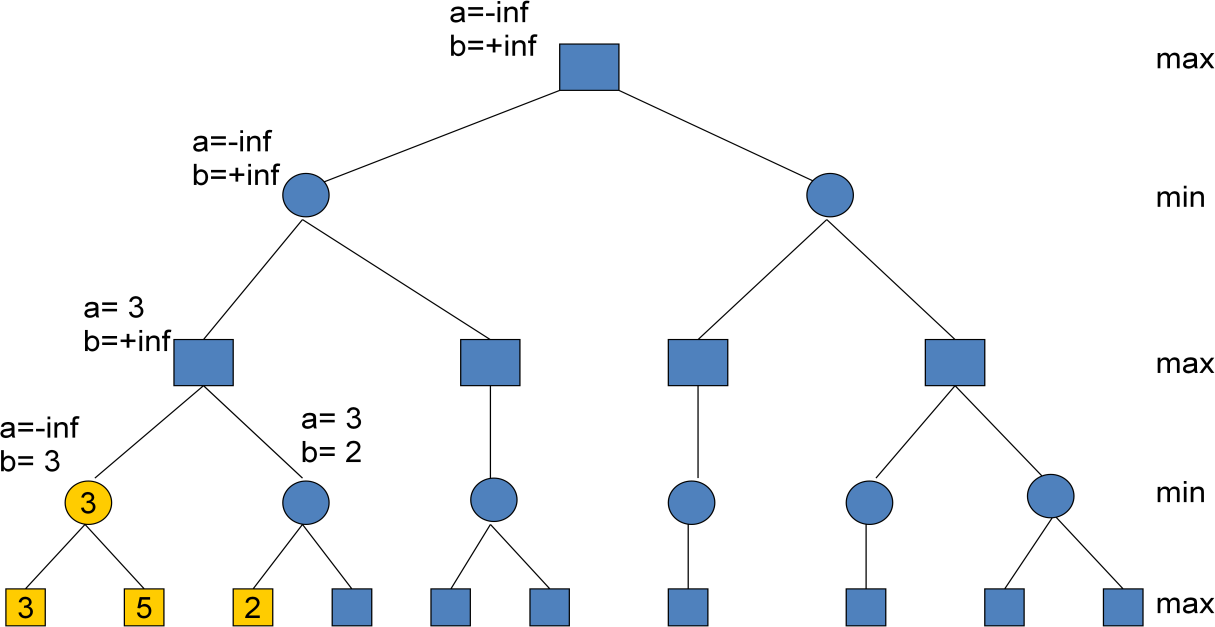 a=-inf
b=+inf
max
a=-inf
b=+inf
min
a= 3
b=+inf
max
a=-inf
b= 3
a= 3
b= 2
3
min
3
5
2
max